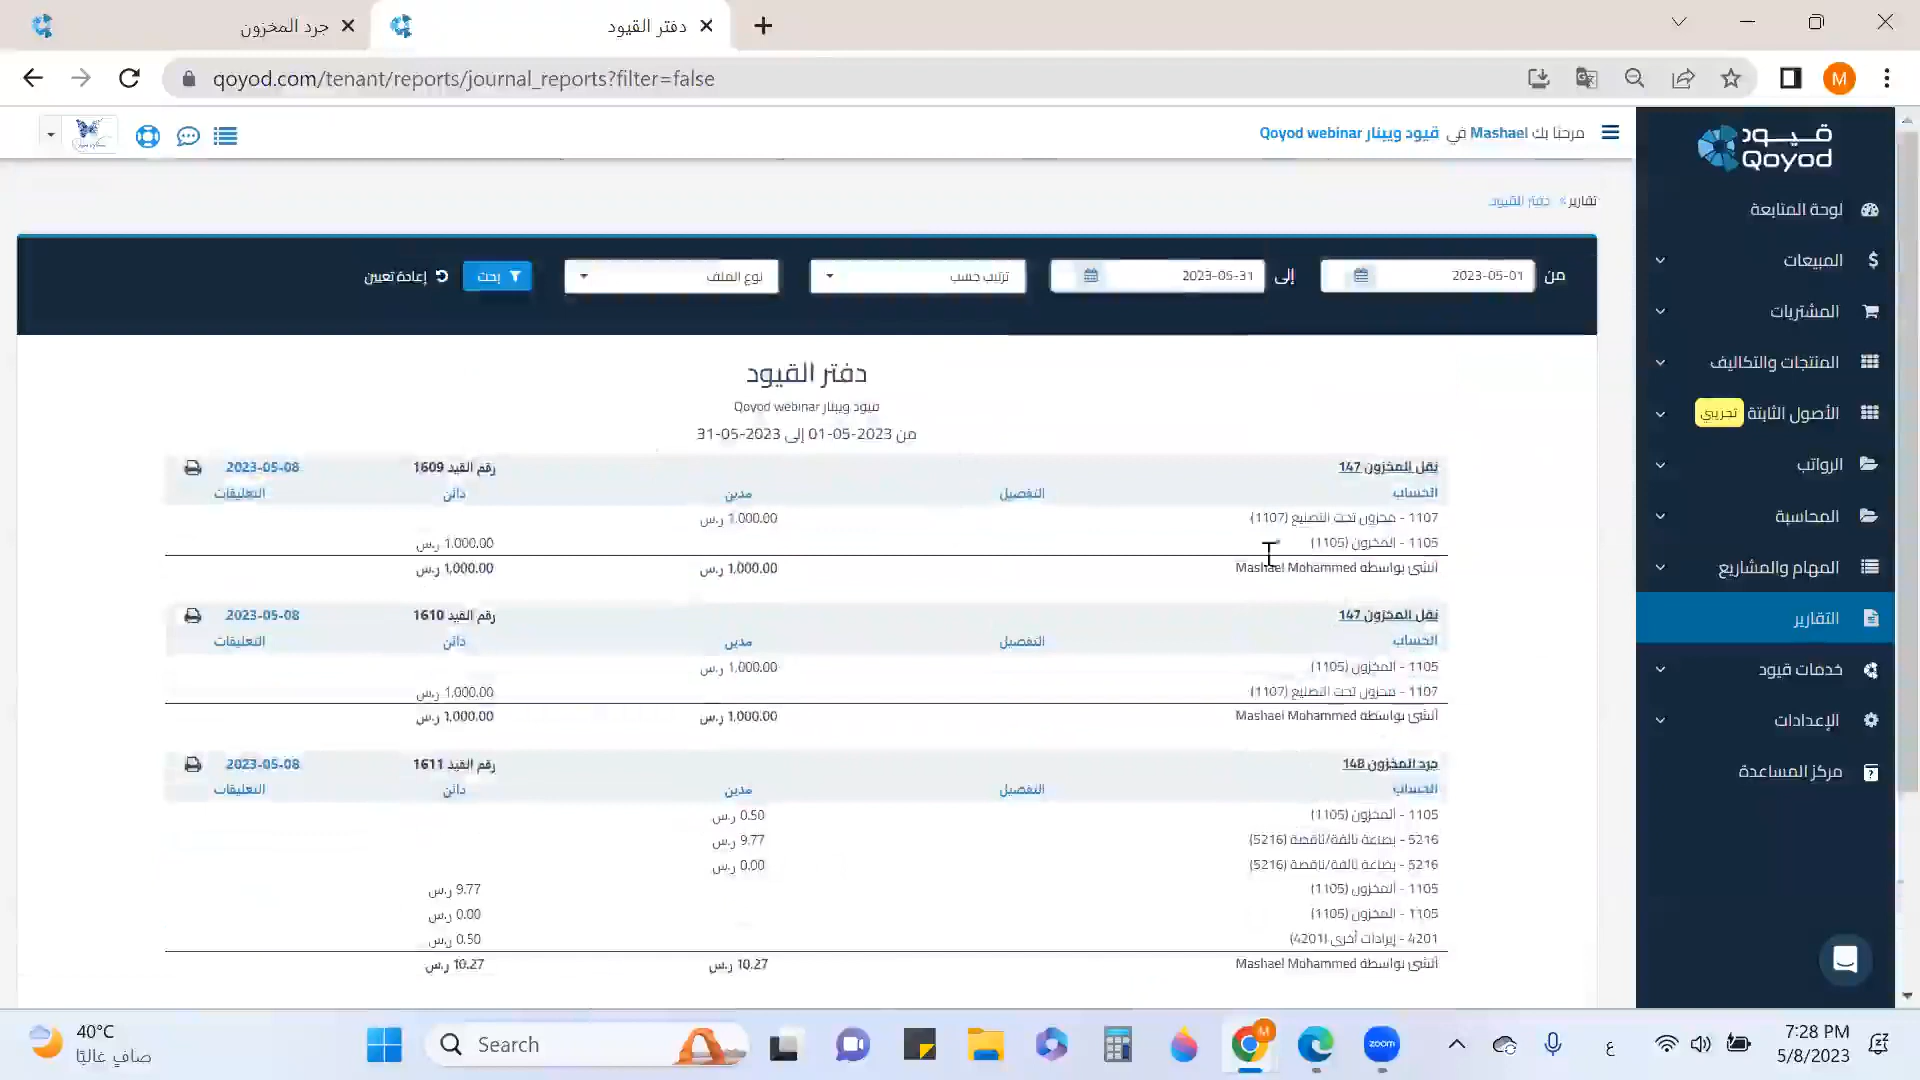 جرد المخزون
دفتر القيود
qoyod.com/tenant/reports/journal_reports?filter=false
M
مرحبًا بك Mashael في قيود ويبينار Qoyod webinar
قيود
Qoyod
تقارير » دفتر القيود
من 2023-05-01 إلى 2023-05-31 ترتيب حسب نوع الملف بحث إعادة تعيين
دفتر القيود
قيود ويبينار Qoyod webinar
من 2023-05-01 إلى 2023-05-31
نقل المخزون 147 رقم القيد 1609 2023-05-08
الحساب التفصيل مدين دائن التعليقات
1107 - مخزون تحت التصنيع (1107) 1,000.00 ر.س
1105 - المخزون (1105) 1,000.00 ر.س
أنشئ بواسطة Mashael Mohammed 1,000.00 ر.س 1,000.00 ر.س
نقل المخزون 147 رقم القيد 1610 2023-05-08
الحساب التفصيل مدين دائن التعليقات
1105 - المخزون (1105) 1,000.00 ر.س
1107 - مخزون تحت التصنيع (1107) 1,000.00 ر.س
أنشئ بواسطة Mashael Mohammed 1,000.00 ر.س 1,000.00 ر.س
جرد المخزون 148 رقم القيد 1611 2023-05-08
الحساب التفصيل مدين دائن التعليقات
1105 - المخزون (1105) 0.50 ر.س
5216 - بضاعة تالفة/ناقصة (5216) 9.77 ر.س
5216 - بضاعة تالفة/ناقصة (5216) 0.00 ر.س
1105 - المخزون (1105) 9.77 ر.س
1105 - المخزون (1105) 0.00 ر.س
4201 - إيرادات أخرى (4201) 0.50 ر.س
أنشئ بواسطة Mashael Mohammed 10.27 ر.س 10.27 ر.س
لوحة المتابعة
المبيعات
المشتريات
المنتجات والتكاليف
الأصول الثابتة تجريبي
الرواتب
المحاسبة
المهام والمشاريع
التقارير
خدمات قيود
الإعدادات
مركز المساعدة
40°C
صافٍ غالبًا
Search
M
zoom
ع
7:28 PM
5/8/2023